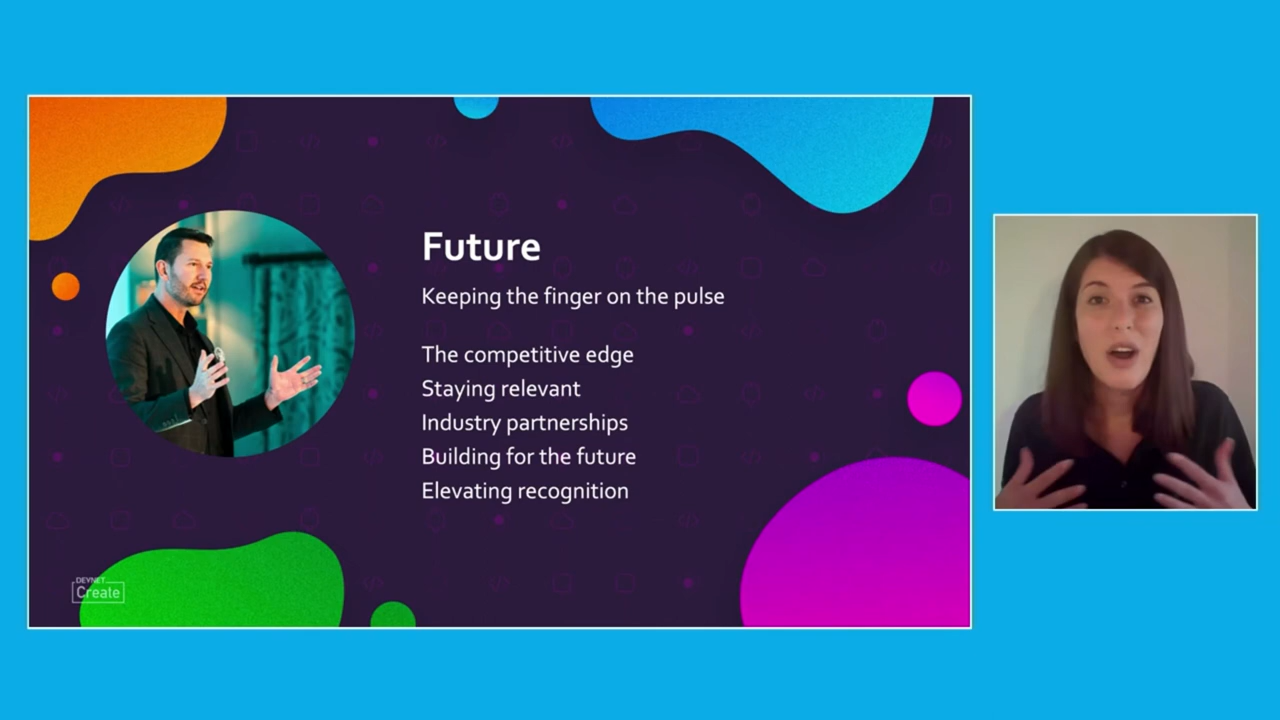 Future
Keeping the finger on the pulse
The competitive edge
Staying relevant
Industry partnerships
Building for the future
Elevating recognition
DEVNET
Create